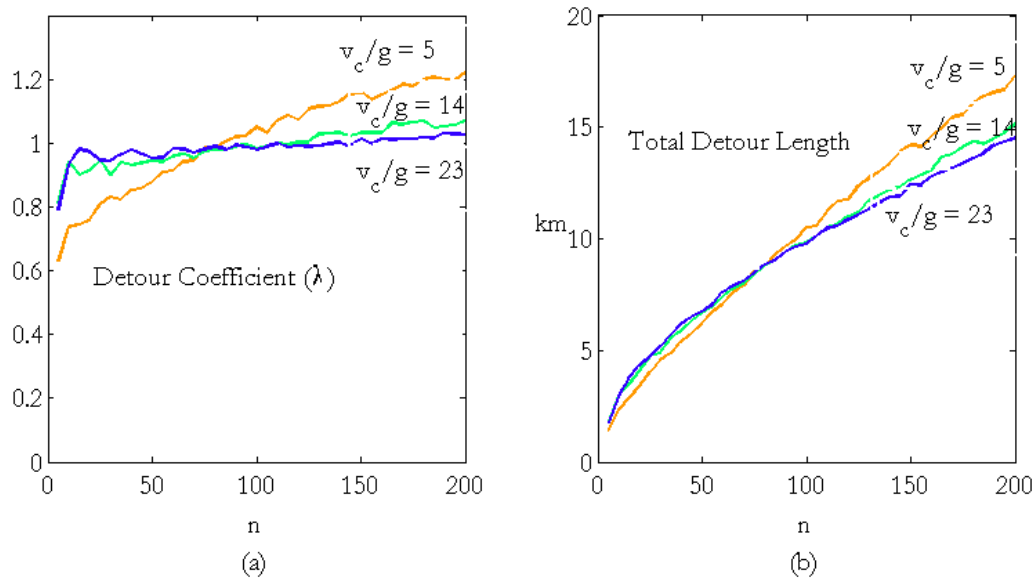 1.2
1
0.8
0.6
0.4
0.2
0
v_c/g = 5
v_c/g = 14
v_c/g = 23
Detour Coefficient (λ)
0 50 100 150 200
n
(a)
20
15
10
5
0
km
v_c/g = 5
v_c/g = 14
Total Detour Length
v_c/g = 23
0 50 100 150 200
n
(b)